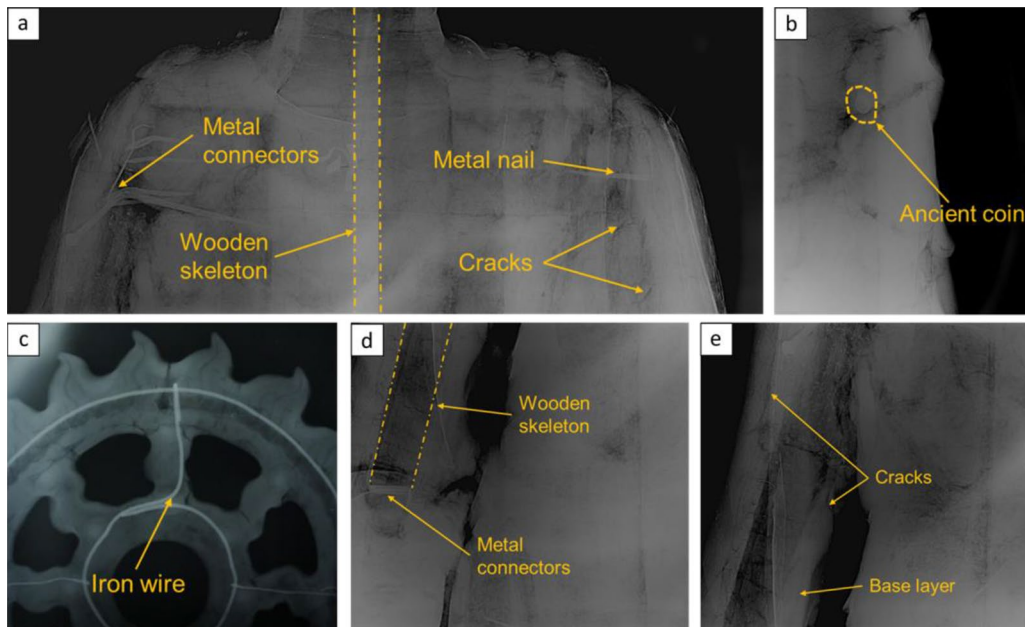 a
Metal
connectors
Wooden
skeleton
Metal nail
Cracks
b
Ancient coin
c
Iron wire
d
Wooden
skeleton
Metal
connectors
e
Cracks
Base layer